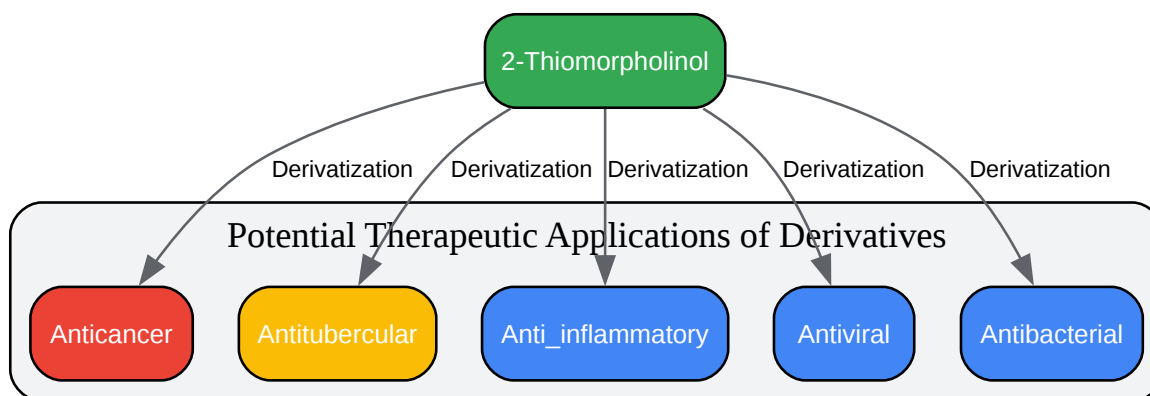 2-Thiomorpholinol
Derivatization Derivatization Derivatization Derivatization Derivatization
Potential Therapeutic Applications of Derivatives
Anticancer Antitubercular Anti_inflammatory Antiviral Antibacterial